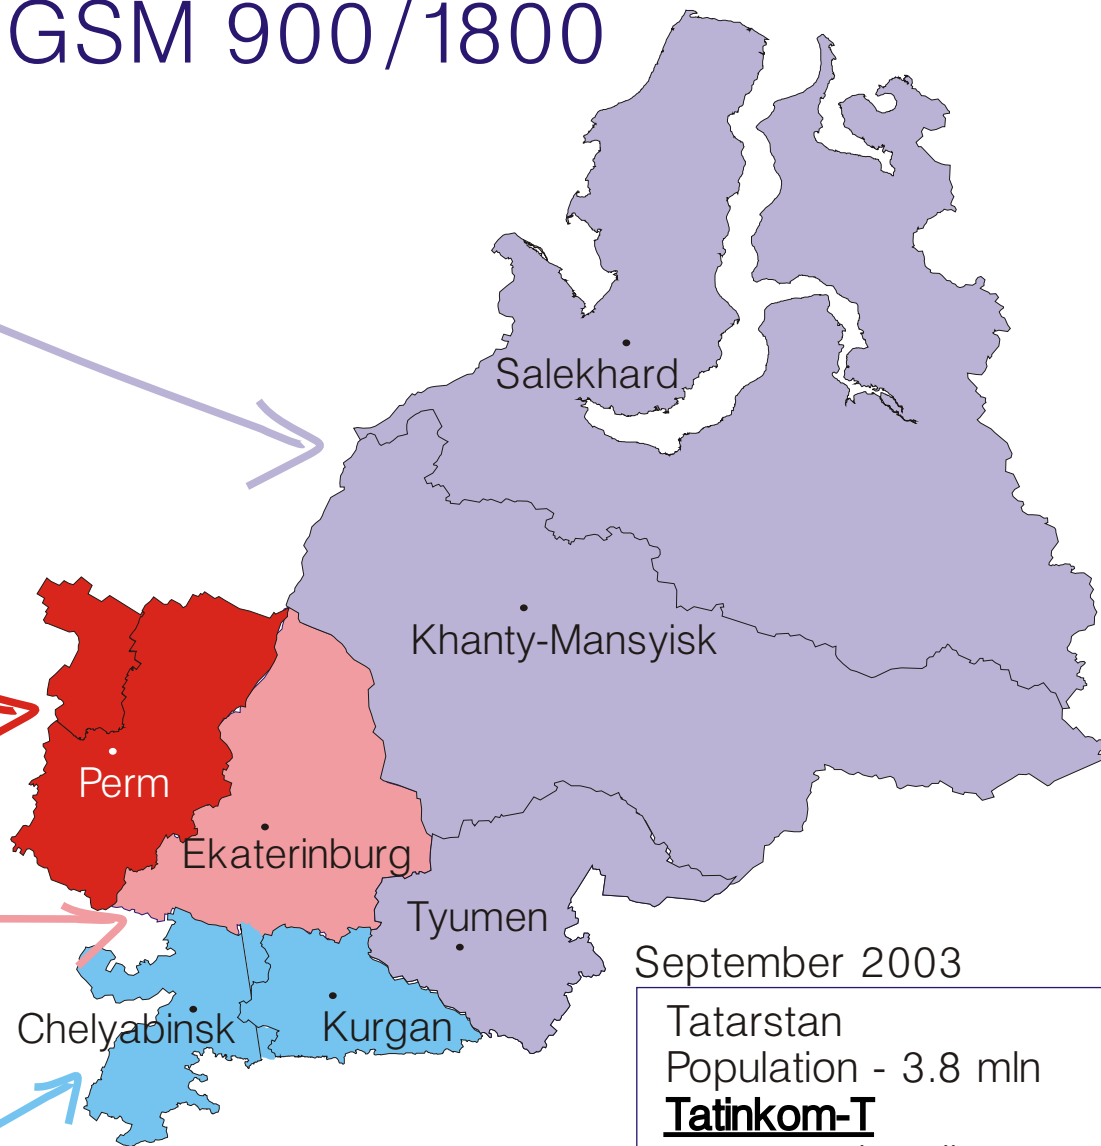 GSM 900/1800
Salekhard
Khanty-Mansyisk
Perm
Ekaterinburg
Tyumen
Chelyabinsk
Kurgan
September 2003
Tatarstan
Population - 3.8 mln
Tatinkom-T